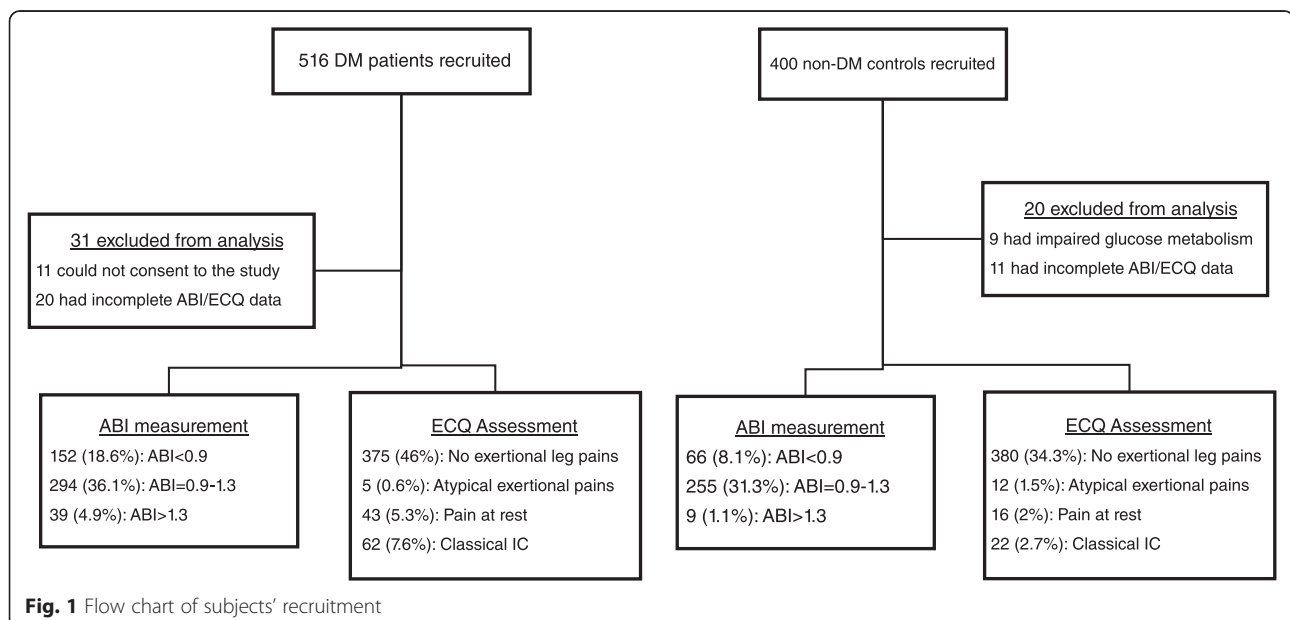 516 DM patients recruited
400 non-DM controls recruited
31 excluded from analysis
11 could not consent to the study
20 had incomplete ABI/ECQ data
20 excluded from analysis
9 had impaired glucose metabolism
11 had incomplete ABI/ECQ data
ABI measurement
152 (18.6%): ABI<0.9
294 (36.1%): ABI=0.9-1.3
39 (4.9%): ABI>1.3
ECQ Assessment
375 (46%): No exertional leg pains
5 (0.6%): Atypical exertional pains
43 (5.3%): Pain at rest
62 (7.6%): Classical IC
ABI measurement
66 (8.1%): ABI<0.9
255 (31.3%): ABI=0.9-1.3
9 (1.1%): ABI>1.3
ECQ Assessment
380 (34.3%): No exertional leg pains
12 (1.5%): Atypical exertional pains
16 (2%): Pain at rest
22 (2.7%): Classical IC
Fig. 1 Flow chart of subjects' recruitment